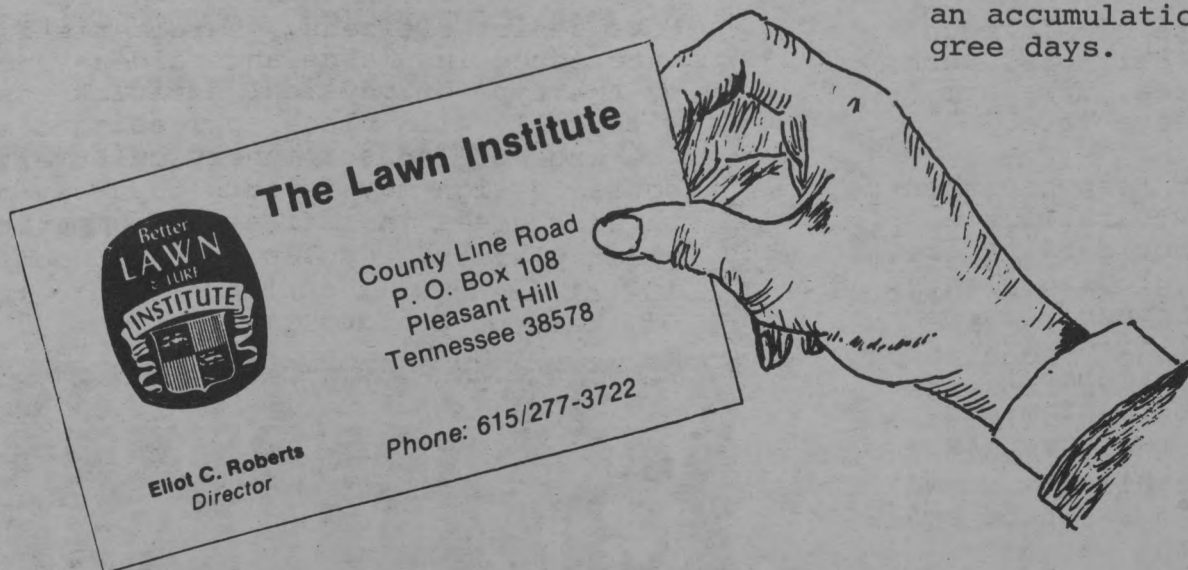 an accumulatio
gree days.
The Lawn Institute
Better
LAWN
& TURF
INSTITUTE
County Line Road
P. O. Box 108
Pleasant Hill
Tennessee 38578
Phone: 615/277-3722
Eliot C. Roberts
Director